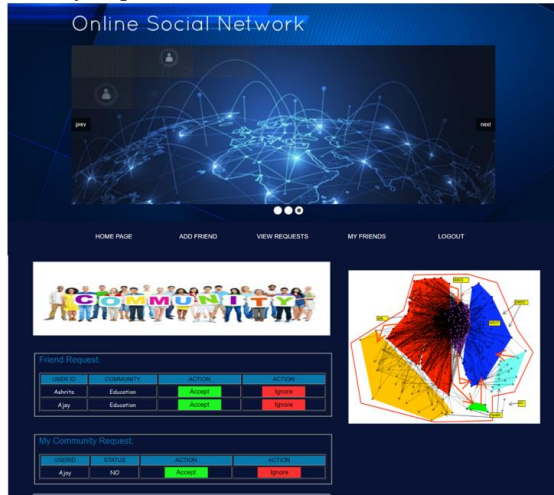 Online Social Network
prev
next
HOME PAGE ADD FRIEND VIEW REQUESTS MY FRIENDS LOGOUT
COMMUNITY
Friend Request:
USER ID COMMUNITY ACTION ACTION
Ashrita Education Accept Ignore
Ajay Education Accept Ignore
My Community Request:
USERID STATUS ACTION ACTION
Ajay NO Accept Ignore